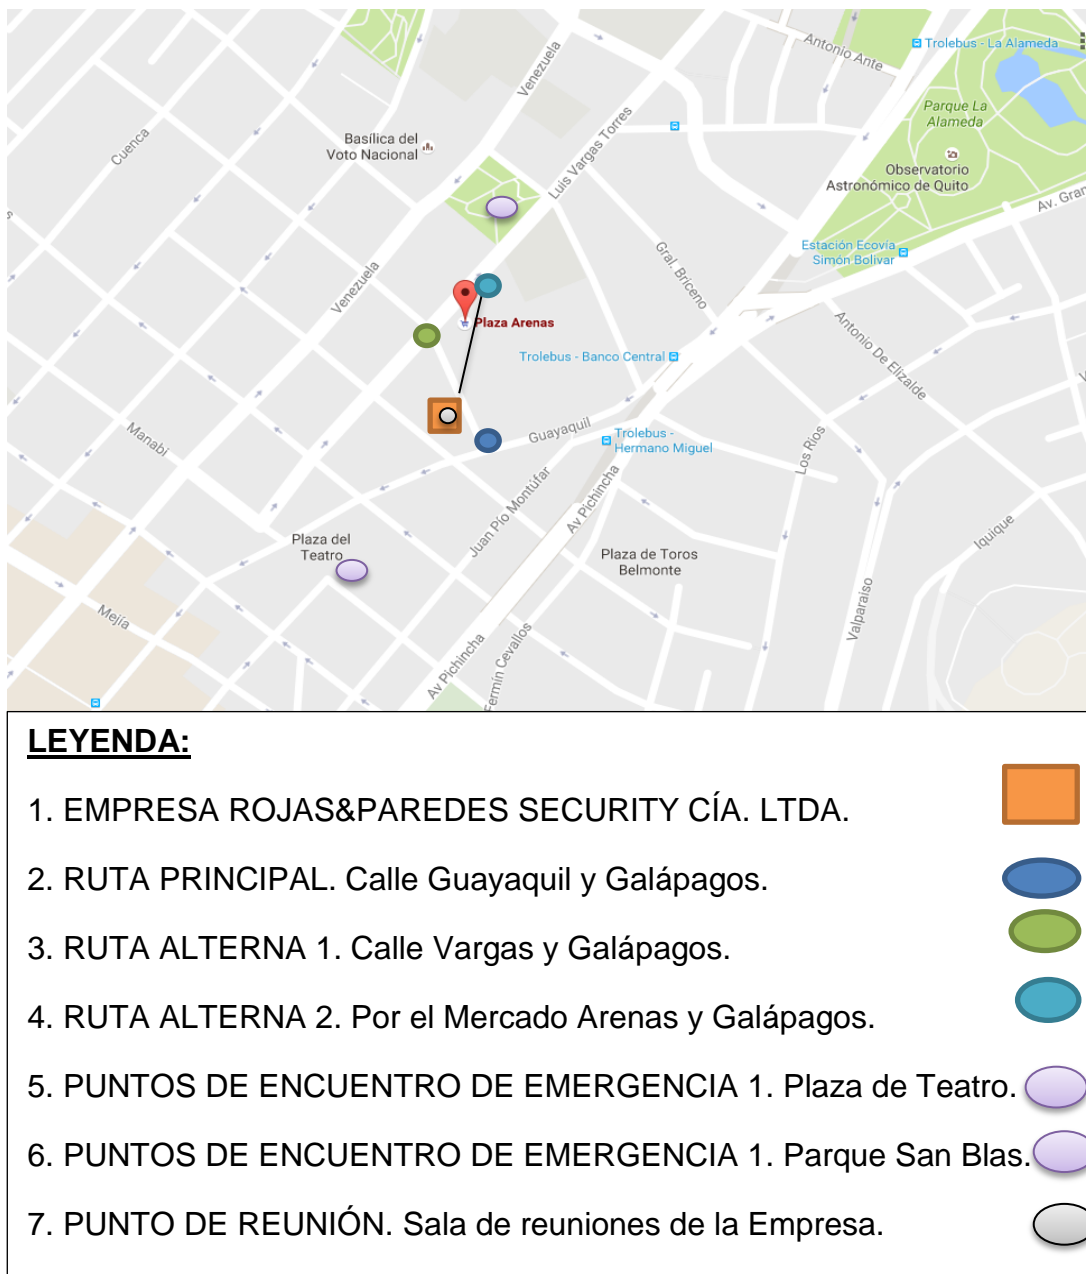 Antonio Ante
Trolebus - La Alameda
Venezuela
Parque La
Alameda
Cuenca
Basílica del
Voto Nacional
Luis Vargas Torres
Observatorio
Astronómico de Quito
Av. Gran
Estación Ecovía
Simón Bolivar
Gral. Briceno
Venezuela
Plaza Arenas
Antonio De Elizalde
Trolebus - Banco Central
Guayaquil
Trolebus -
Hermano Miguel
Manabi
Los Rios
Juan Pío Montúfar
Av Pichincha
Plaza del
Teatro
Plaza de Toros
Belmonte
Iquique
Mejía
Valparaiso
Av Pichincha
Fermín Cevallos
LEYENDA:
1. EMPRESA ROJAS&PAREDES SECURITY CÍA. LTDA.
2. RUTA PRINCIPAL. Calle Guayaquil y Galápagos.
3. RUTA ALTERNA 1. Calle Vargas y Galápagos.
4. RUTA ALTERNA 2. Por el Mercado Arenas y Galápagos.
5. PUNTOS DE ENCUENTRO DE EMERGENCIA 1. Plaza de Teatro.
6. PUNTOS DE ENCUENTRO DE EMERGENCIA 1. Parque San Blas.
7. PUNTO DE REUNIÓN. Sala de reuniones de la Empresa.